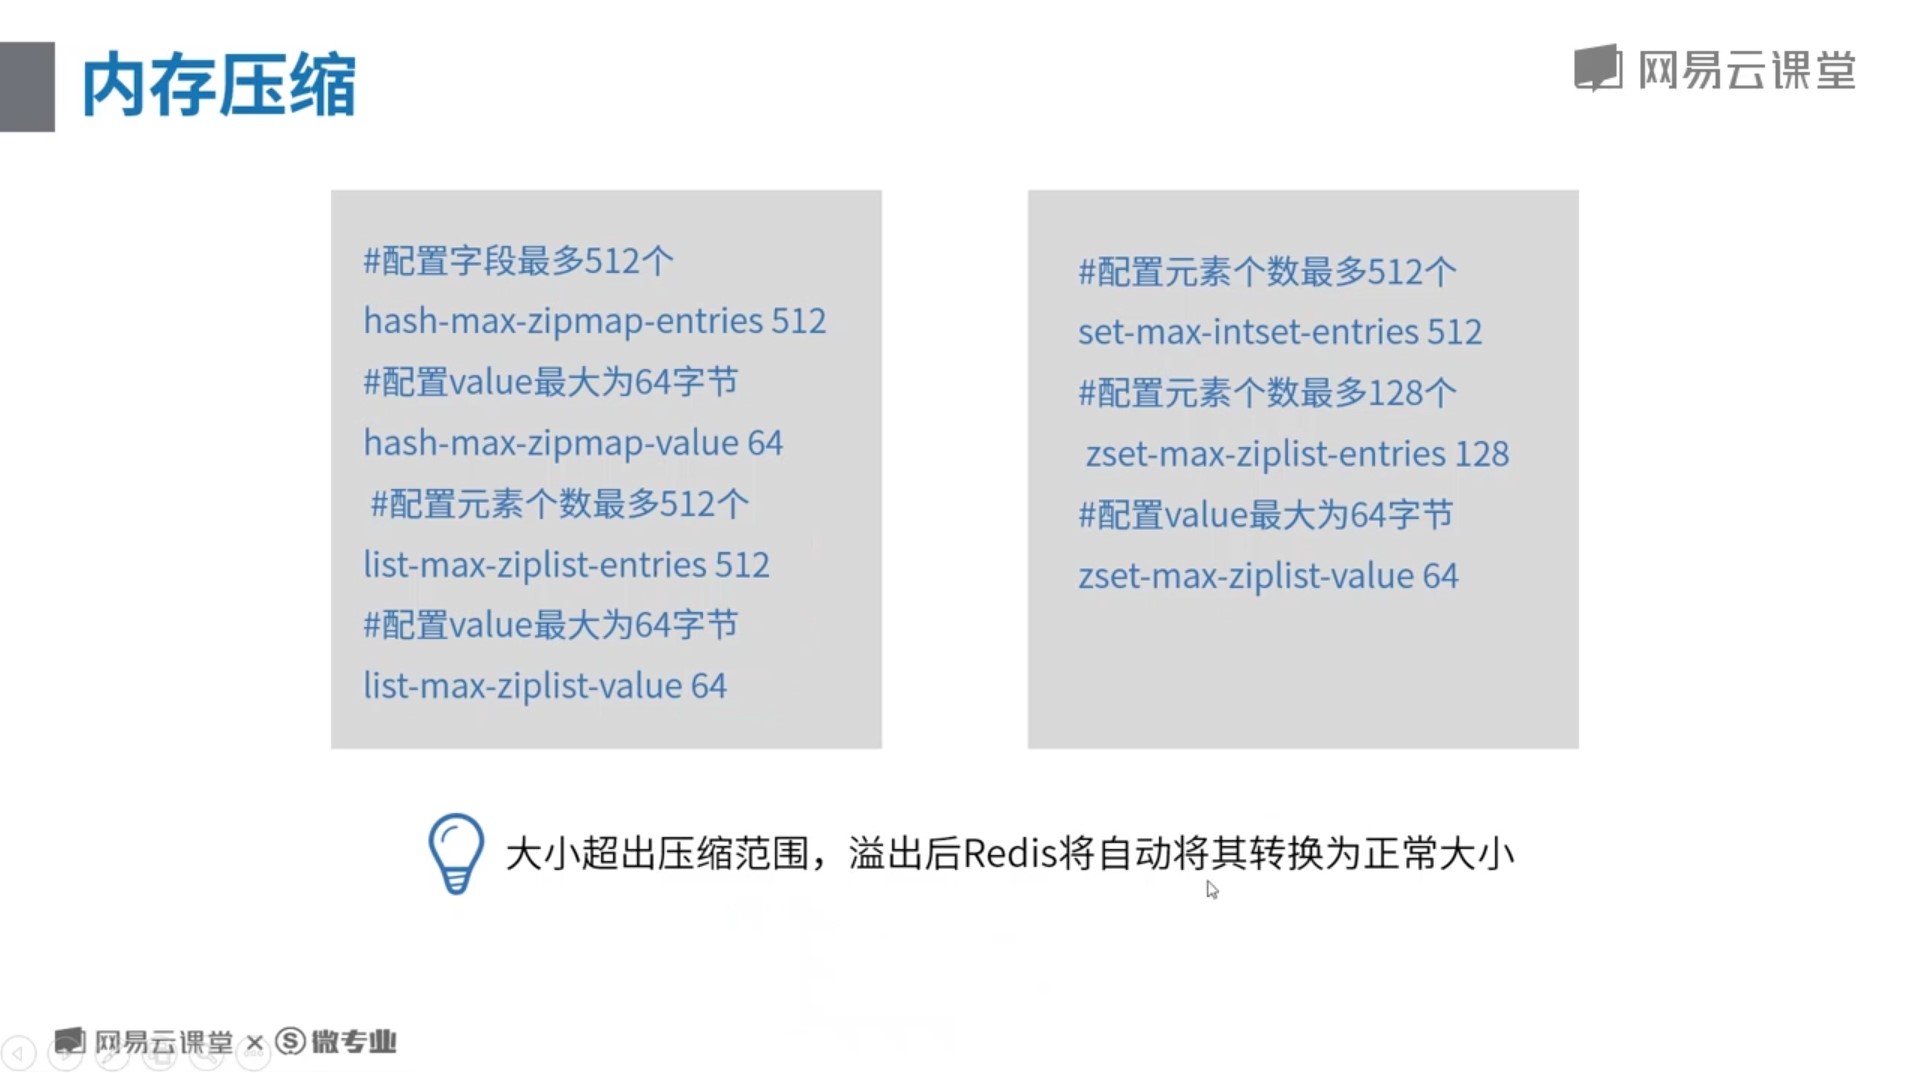 内存压缩
网易云课堂
#配置字段最多512个
hash-max-zipmap-entries 512
#配置value最大为64字节
hash-max-zipmap-value 64
#配置元素个数最多512个
list-max-ziplist-entries 512
#配置value最大为64字节
list-max-ziplist-value 64
#配置元素个数最多512个
set-max-intset-entries 512
#配置元素个数最多128个
zset-max-ziplist-entries 128
#配置value最大为64字节
zset-max-ziplist-value 64
大小超出压缩范围，溢出后Redis将自动将其转换为正常大小
网易云课堂 × S 微专业